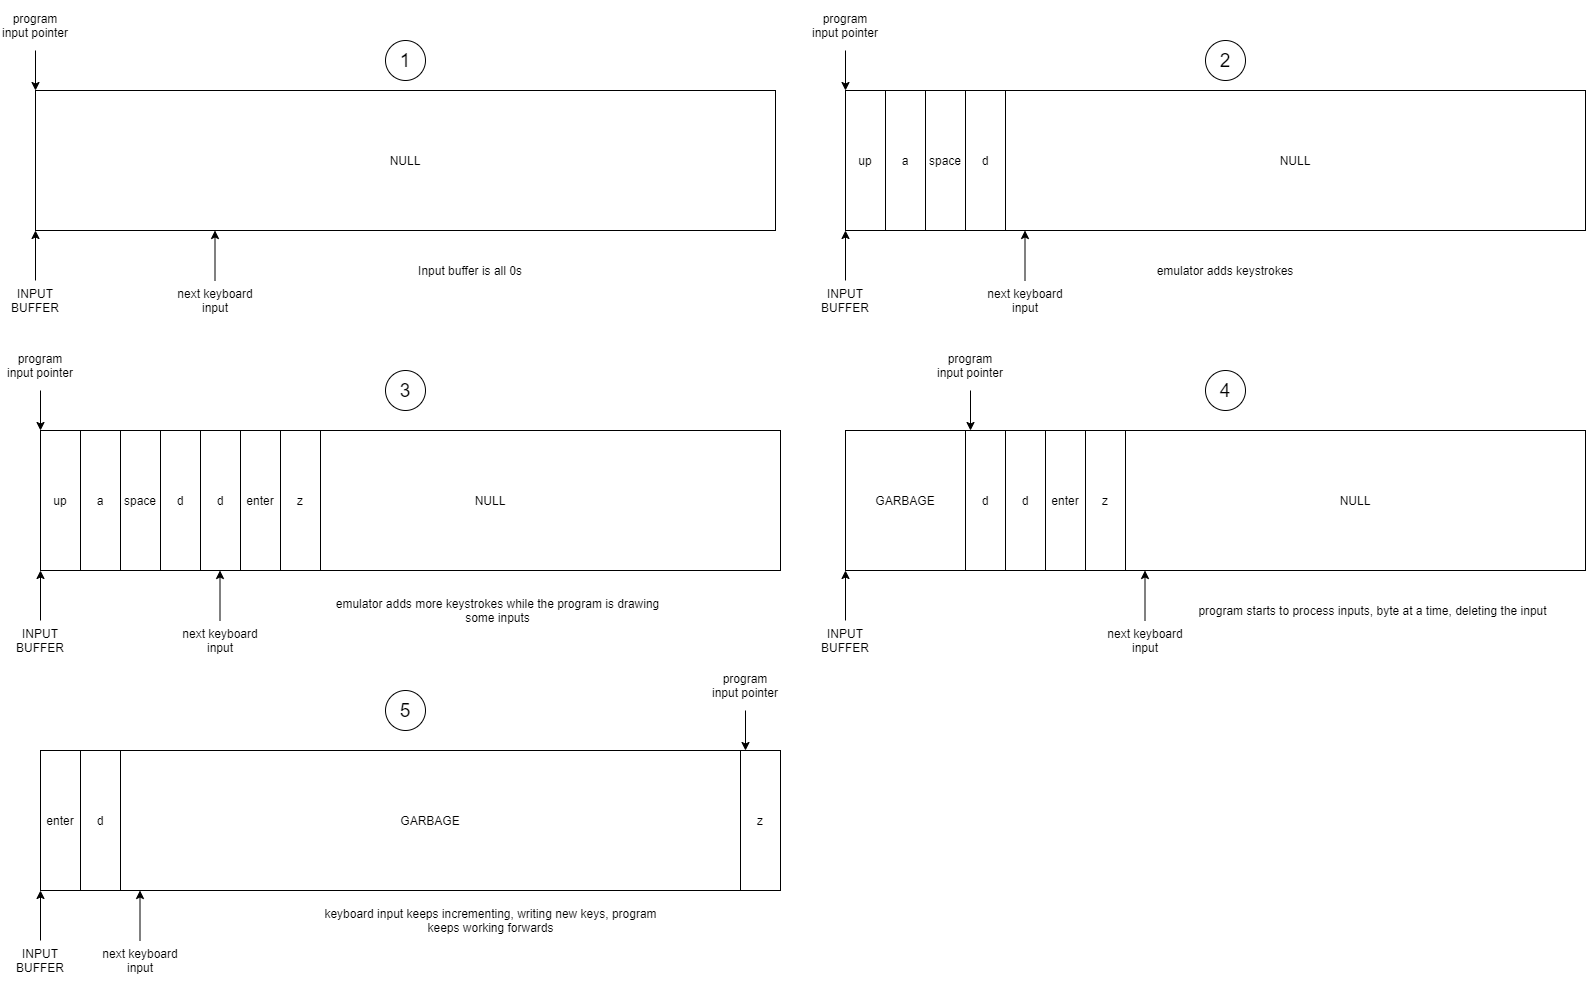 program
input pointer
1
NULL
INPUT
BUFFER
next keyboard
input
Input buffer is all 0s
program
input pointer
2
up
a
space
d
NULL
INPUT
BUFFER
next keyboard
input
emulator adds keystrokes
program
input pointer
3
up
a
space
d
d
enter
z
NULL
INPUT
BUFFER
next keyboard
input
emulator adds more keystrokes while the program is drawing
some inputs
program
input pointer
4
GARBAGE
d
d
enter
z
NULL
INPUT
BUFFER
next keyboard
input
program starts to process inputs, byte at a time, deleting the input
program
input pointer
5
enter
d
GARBAGE
z
INPUT
BUFFER
next keyboard
input
keyboard input keeps incrementing, writing new keys, program
keeps working forwards